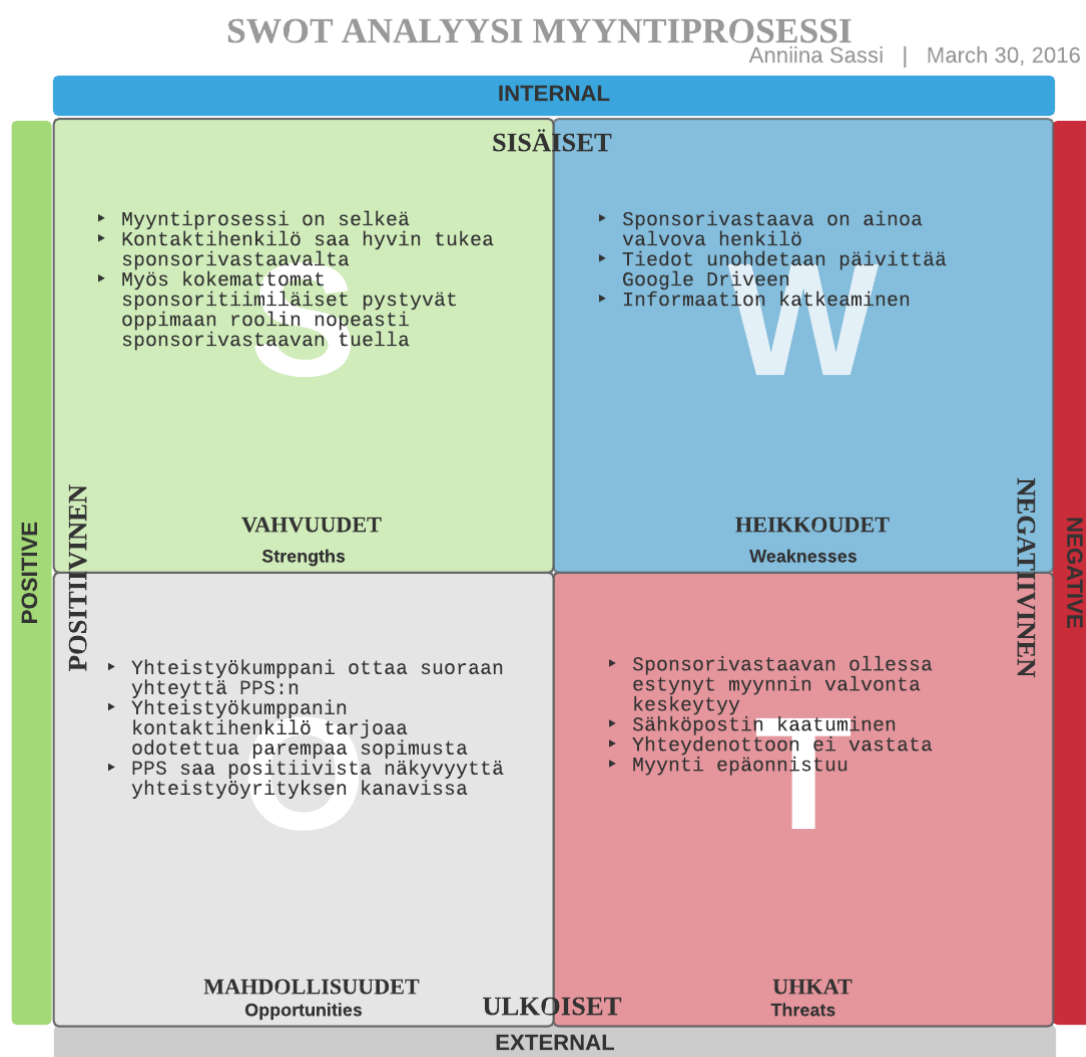 SWOT ANALYYSI MYYNTIPROSESSI
Anniina Sassi | March 30, 2016
INTERNAL
SISÄISET
POSITIVE
POSITIIVINEN
‣ Myyntiprosessi on selkeä
‣ Kontaktihenkilö saa hyvin tukea
sponsorivastaavalta
‣ Myös kokemattomat
sponsoritiimiläiset pystyvät
oppimaan roolin nopeasti
sponsorivastaavan tuella
S
VAHVUUDET
Strengths
‣ Sponsorivastaava on ainoa
valvova henkilö
‣ Tiedot unohdetaan päivittää
Google Driveen
‣ Informaation katkeaminen
W
HEIKKOUDET
Weaknesses
NEGATIIVINEN
NEGATIVE
‣ Yhteistyökumppani ottaa suoraan
yhteyttä PPS:n
‣ Yhteistyökumppanin
kontaktihenkilö tarjoaa
odotettua parempaa sopimusta
‣ PPS saa positiivista näkyvyyttä
yhteistyöyrityksen kanavissa
O
MAHDOLLISUUDET
Opportunities
‣ Sponsorivastaavan ollessa
estynyt myynnin valvonta
keskeytyy
‣ Sähköpostin kaatuminen
‣ Yhteydenottoon ei vastata
‣ Myynti epäonnistuu
T
UHKAT
Threats
ULKOISET
EXTERNAL